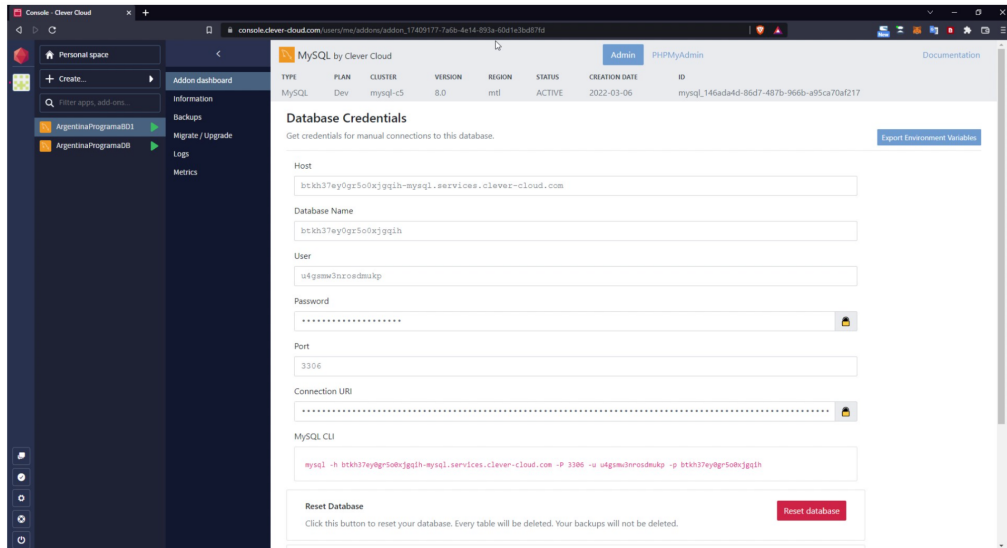 Console - Clever Cloud
console.clever-cloud.com/users/me/addons/addon_17409177-7a6b-4e14-893a-60d1e3bd87fd
New
Personal space
Create...
Filter apps, add-ons...
ArgentinaProgramaBD1
ArgentinaProgramaDB
Addon dashboard
Information
Backups
Migrate / Upgrade
Logs
Metrics
MySQL by Clever Cloud
Admin
PHPMyAdmin
Documentation
TYPE PLAN CLUSTER VERSION REGION STATUS CREATION DATE ID
MySQL Dev mysql-c5 8.0 mtl ACTIVE 2022-03-06 mysql_146ada4d-86d7-487b-966b-a95ca70af217
Database Credentials
Get credentials for manual connections to this database.
Export Environment Variables
Host
btkh37ey0gr5o0xjgqih-mysql.services.clever-cloud.com
Database Name
btkh37ey0gr5o0xjgqih
User
u4gsmw3nrosdmukp
Password
Port
3306
Connection URI
MySQL CLI
mysql -h btkh37ey0gr5o0xjgqih-mysql.services.clever-cloud.com -P 3306 -u u4gsmw3nrosdmukp -p btkh37ey0gr5o0xjgqih
Reset Database
Click this button to reset your database. Every table will be deleted. Your backups will not be deleted.
Reset database